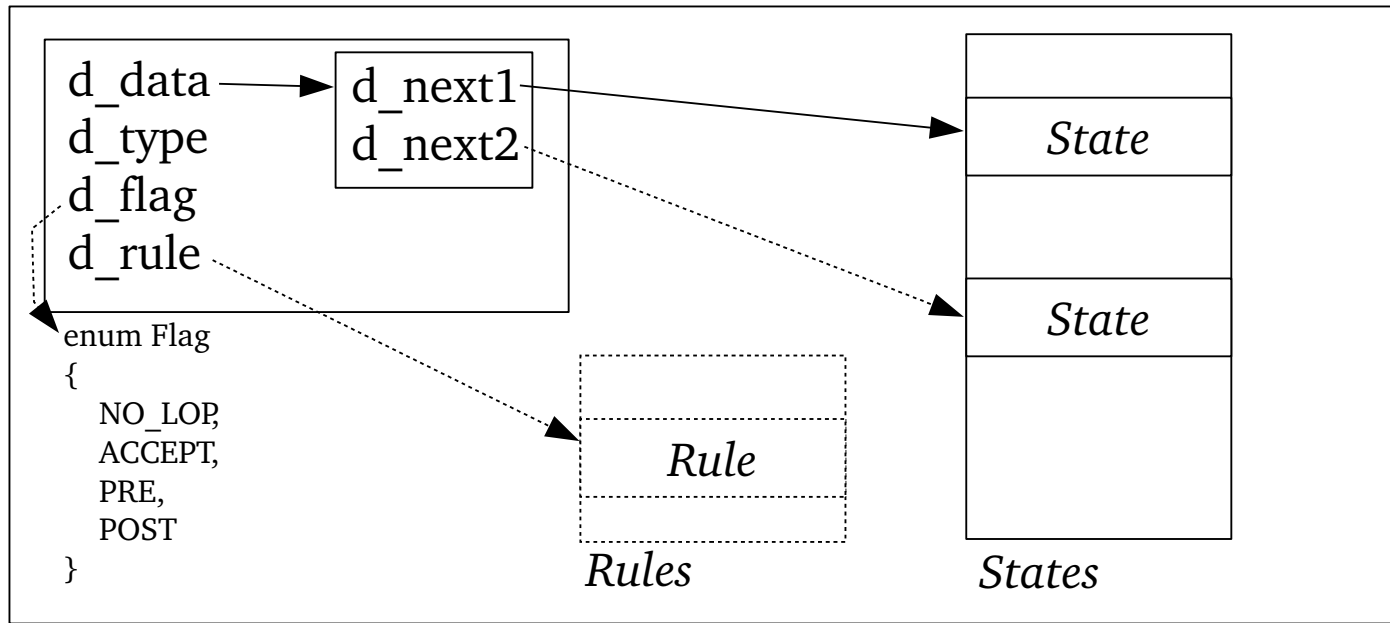 d_data
d_type
d_flag
d_rule
d_next1
d_next2
State
State
enum Flag
{
NO_LOP,
ACCEPT,
PRE,
POST
}
Rule
Rules
States